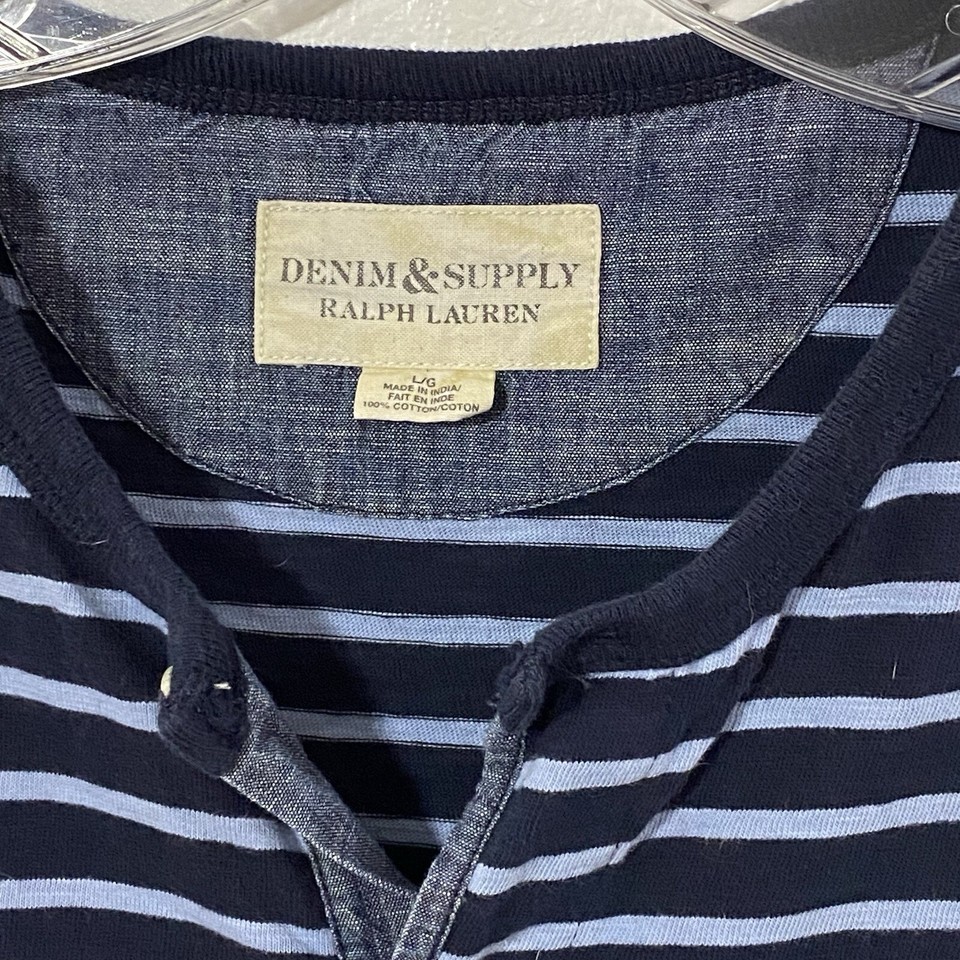 DENIM & SUPPLY
RALPH LAUREN
L/G
MADE IN INDIA/
FAIT EN INDE
100% COTTON/COTON